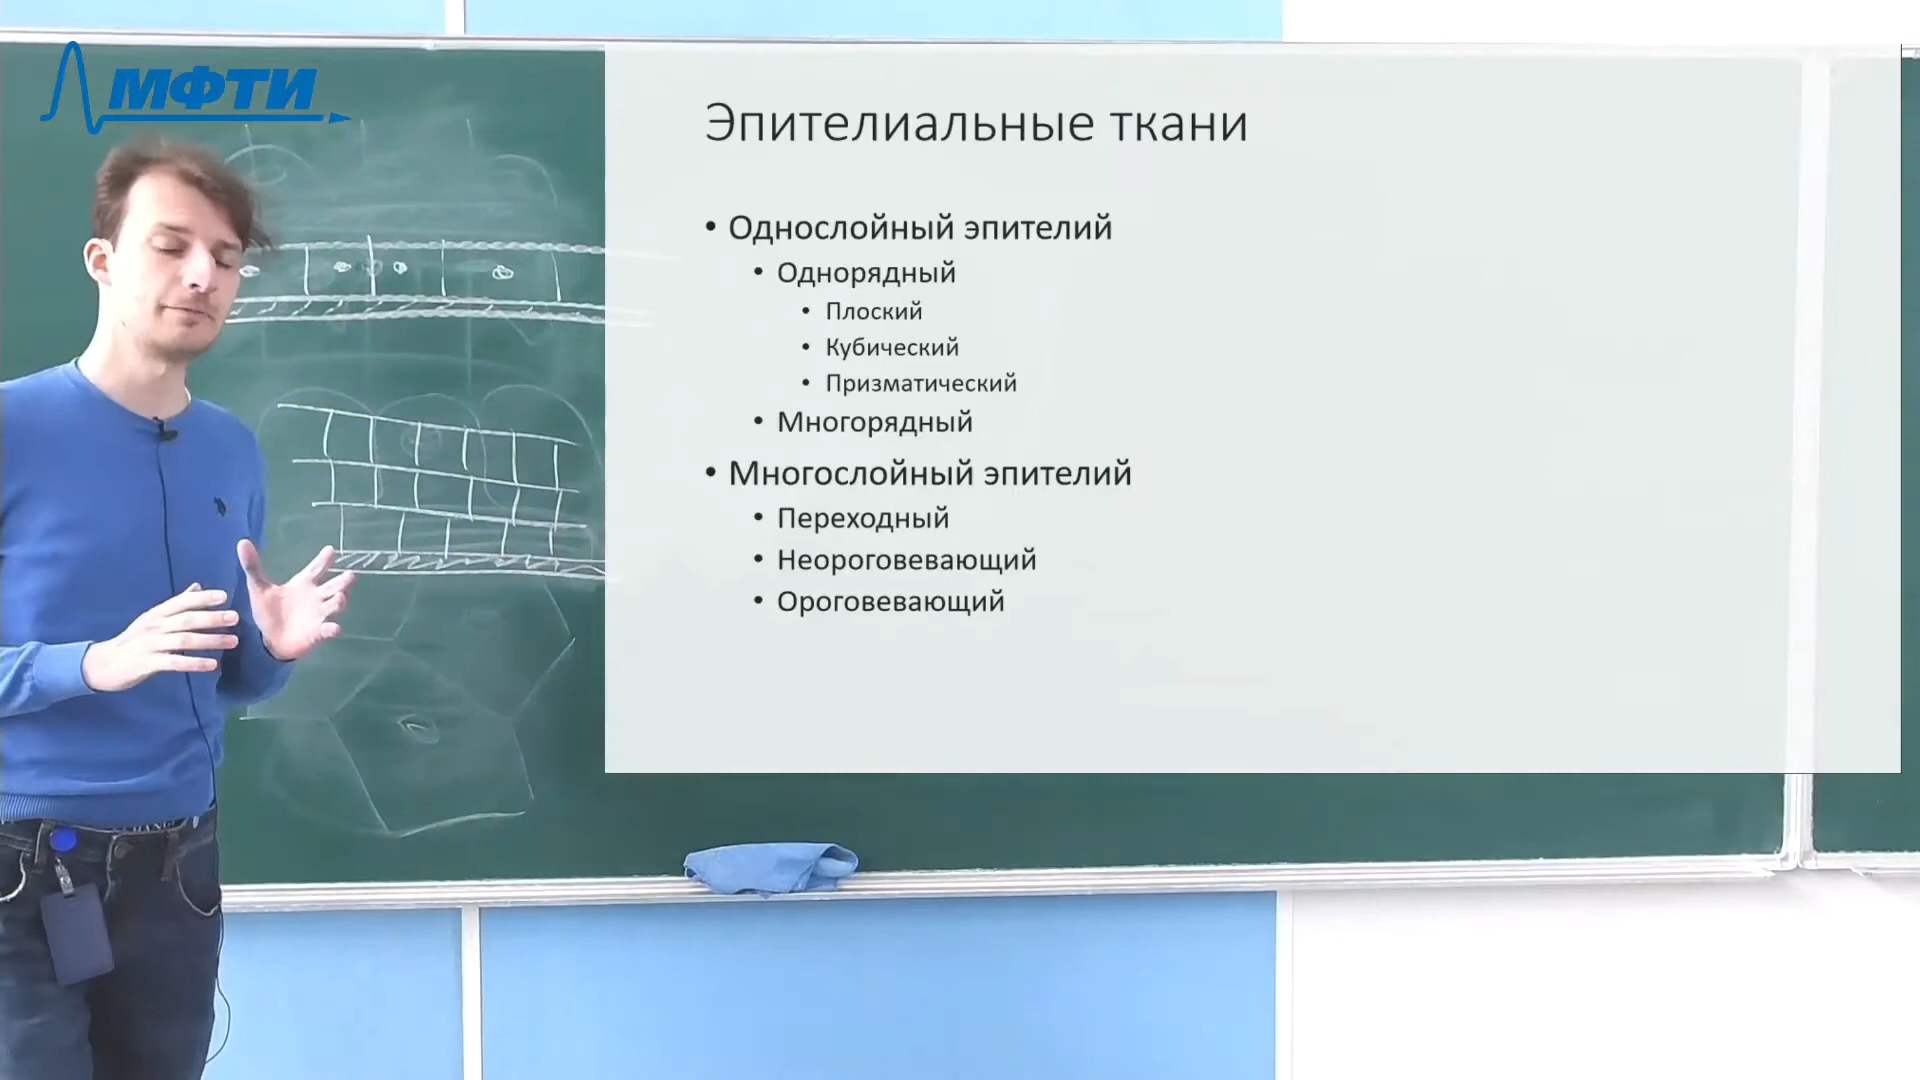 МФТИ
Эпителиальные ткани
• Однослойный эпителий
• Однорядный
• Плоский
• Кубический
• Призматический
• Многорядный
• Многослойный эпителий
• Переходный
• Неороговевающий
• Ороговевающий